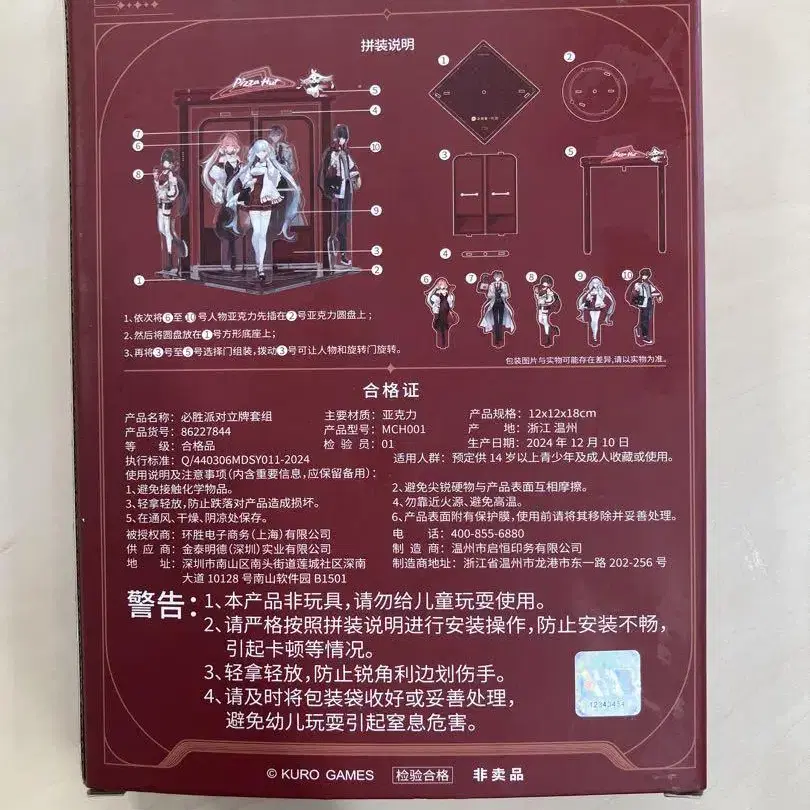 拼装说明
Pizza Hut
5
4
7
6
8
10
9
3
2
1
1
2
3
Pizza Hut
5
4
6
7
8
9
10
1、依次将6至10号人物亚克力先插在2号亚克力圆盘上;
2、然后将圆盘放在1号方形底座上;
3、再将3号至5号选择门组装,拨动3号可让人物和旋转门旋转。
包装图片与实物可能存在差异,请以实物为准。
合格证
产品名称: 必胜派对立牌套组
主要材质: 亚克力
产品规格: 12x12x18cm
产品货号: 86227844
产品型号: MCH001
产 地: 浙江 温州
等 级: 合格品
检 验 员: 01
生产日期: 2024 年 12 月 10 日
执行标准: Q/440306MDSY011-2024
适用人群: 预定供 14 岁以上青少年及成人收藏或使用。
使用说明及注意事项(内含重要信息,应保留备用):
1、避免接触化学物品。
2、避免尖锐硬物与产品表面互相摩擦。
3、轻拿轻放,防止跌落对产品造成损坏。
4、勿靠近火源、避免高温。
5、在通风、干燥、阴凉处保存。
6、产品表面附有保护膜,使用前请将其移除并妥善处理。
被授权商: 环胜电子商务(上海)有限公司
电 话: 400-855-6880
供 应 商: 金泰明德(深圳)实业有限公司
制 造 商: 温州市启恒印务有限公司
地 址: 深圳市南山区南头街道莲城社区深南
大道 10128 号南山软件园 B1501
制造商地址: 浙江省温州市龙港市东一路 202-256 号
警告: 1、本产品非玩具,请勿给儿童玩耍使用。
2、请严格按照拼装说明进行安装操作,防止安装不畅,
引起卡顿等情况。
3、轻拿轻放,防止锐角利边划伤手。
4、请及时将包装袋收好或妥善处理,
避免幼儿玩耍引起窒息危害。
© KURO GAMES
检验合格
非卖品